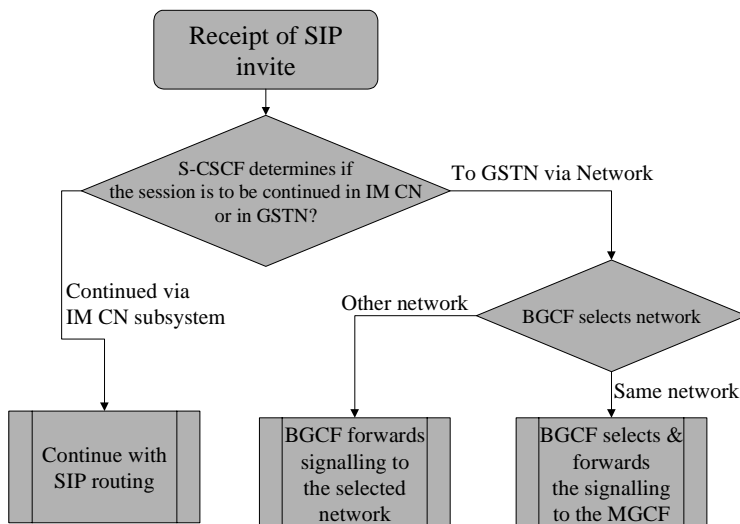 Receipt of SIP
invite
S-CSCF determines if
the session is to be continued in IM CN
or in GSTN?
To GSTN via Network
Continued via
IM CN subsystem
Other network
BGCF selects network
Same network
Continue with
SIP routing
BGCF forwards
signalling to
the selected
network
BGCF selects &
forwards
the signalling
to the MGCF